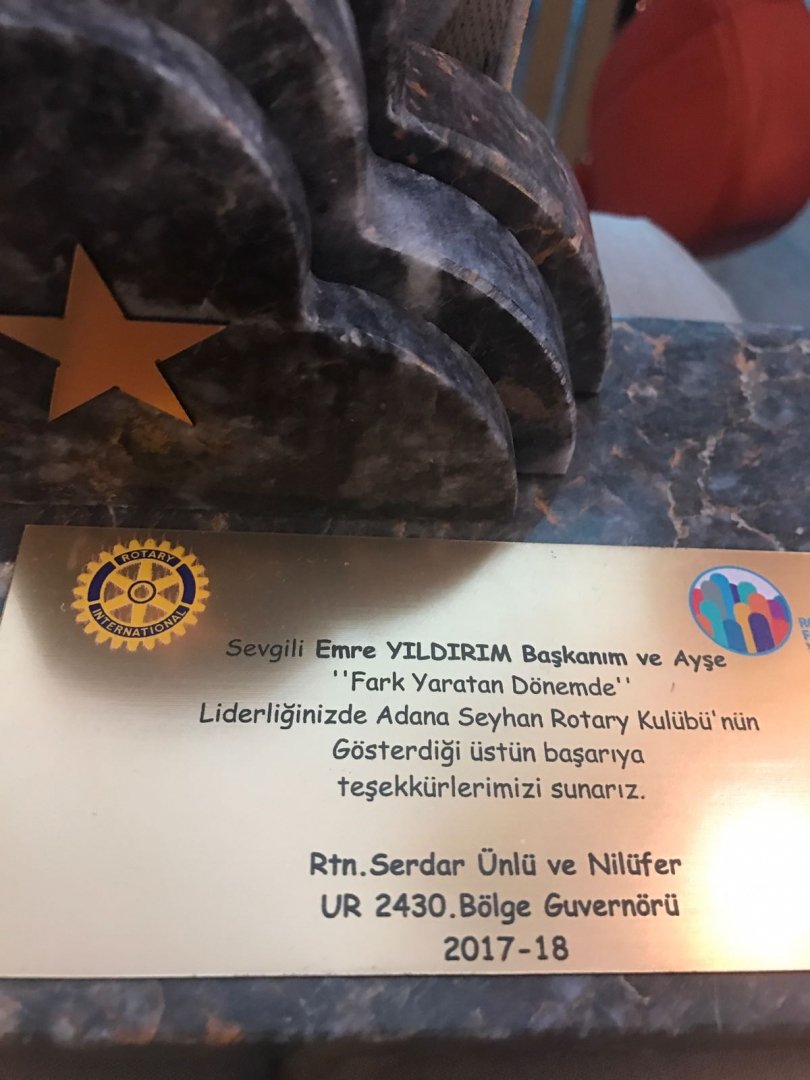 ROTARY
INTERNATIONAL
Sevgili Emre YILDIRIM Başkanım ve Ayşe
''Fark Yaratan Dönemde''
Liderliğinizde Adana Seyhan Rotary Kulübü'nün
Gösterdiği üstün başarıya
teşekkürlerimizi sunarız.
Rtn.Serdar Ünlü ve Nilüfer
UR 2430.Bölge Guvernörü
2017-18